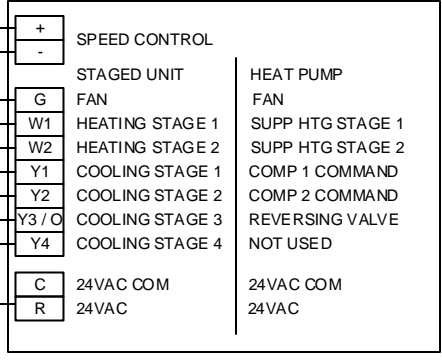 + SPEED CONTROL
-
STAGED UNIT HEAT PUMP
G FAN FAN
W1 HEATING STAGE 1 SUPP HTG STAGE 1
W2 HEATING STAGE 2 SUPP HTG STAGE 2
Y1 COOLING STAGE 1 COMP 1 COMMAND
Y2 COOLING STAGE 2 COMP 2 COMMAND
Y3 / O COOLING STAGE 3 REVERSING VALVE
Y4 COOLING STAGE 4 NOT USED
C 24VAC COM 24VAC COM
R 24VAC 24VAC